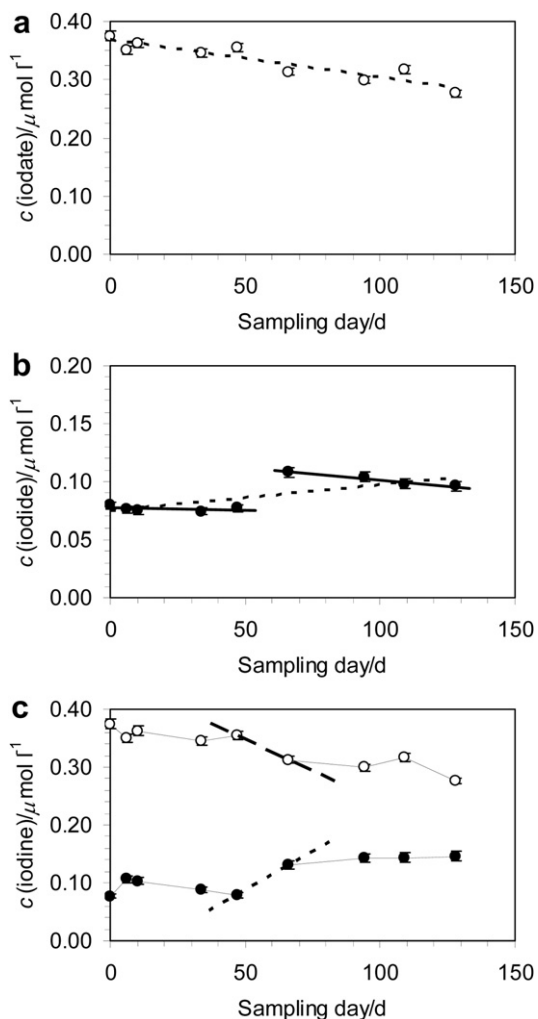 a
0.40
0.30
0.20
0.10
0.00
c (iodate)/μmol l⁻¹
0 50 100 150
Sampling day/d
b
0.20
0.15
0.10
0.05
0.00
c (iodide)/μmol l⁻¹
0 50 100 150
Sampling day/d
c
0.40
0.30
0.20
0.10
0.00
c (iodine)/μmol l⁻¹
0 50 100 150
Sampling day/d